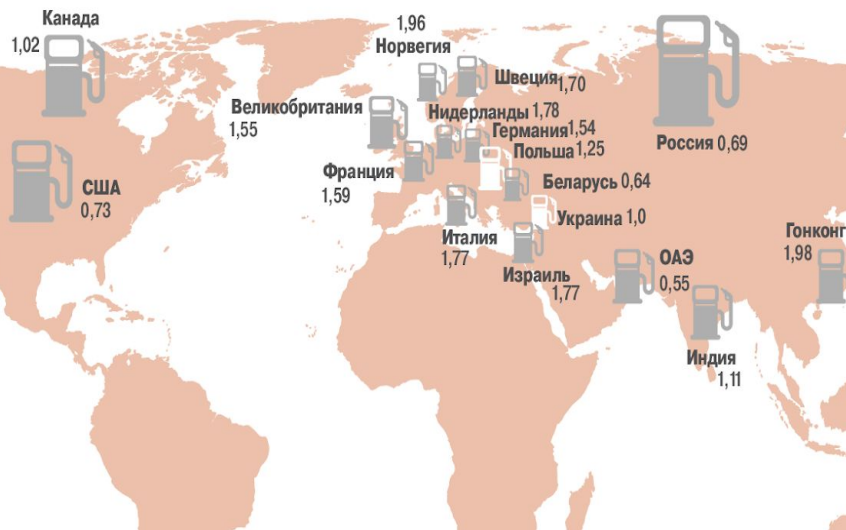 Канада
1,02
1,96
Норвегия
Швеция 1,70
Великобритания
1,55
Нидерланды 1,78
Германия 1,54
Польша 1,25
Россия 0,69
Франция
1,59
США
0,73
Беларусь 0,64
Украина 1,0
Италия
1,77
Израиль
1,77
ОАЭ
0,55
Гонконг
1,98
Индия
1,11